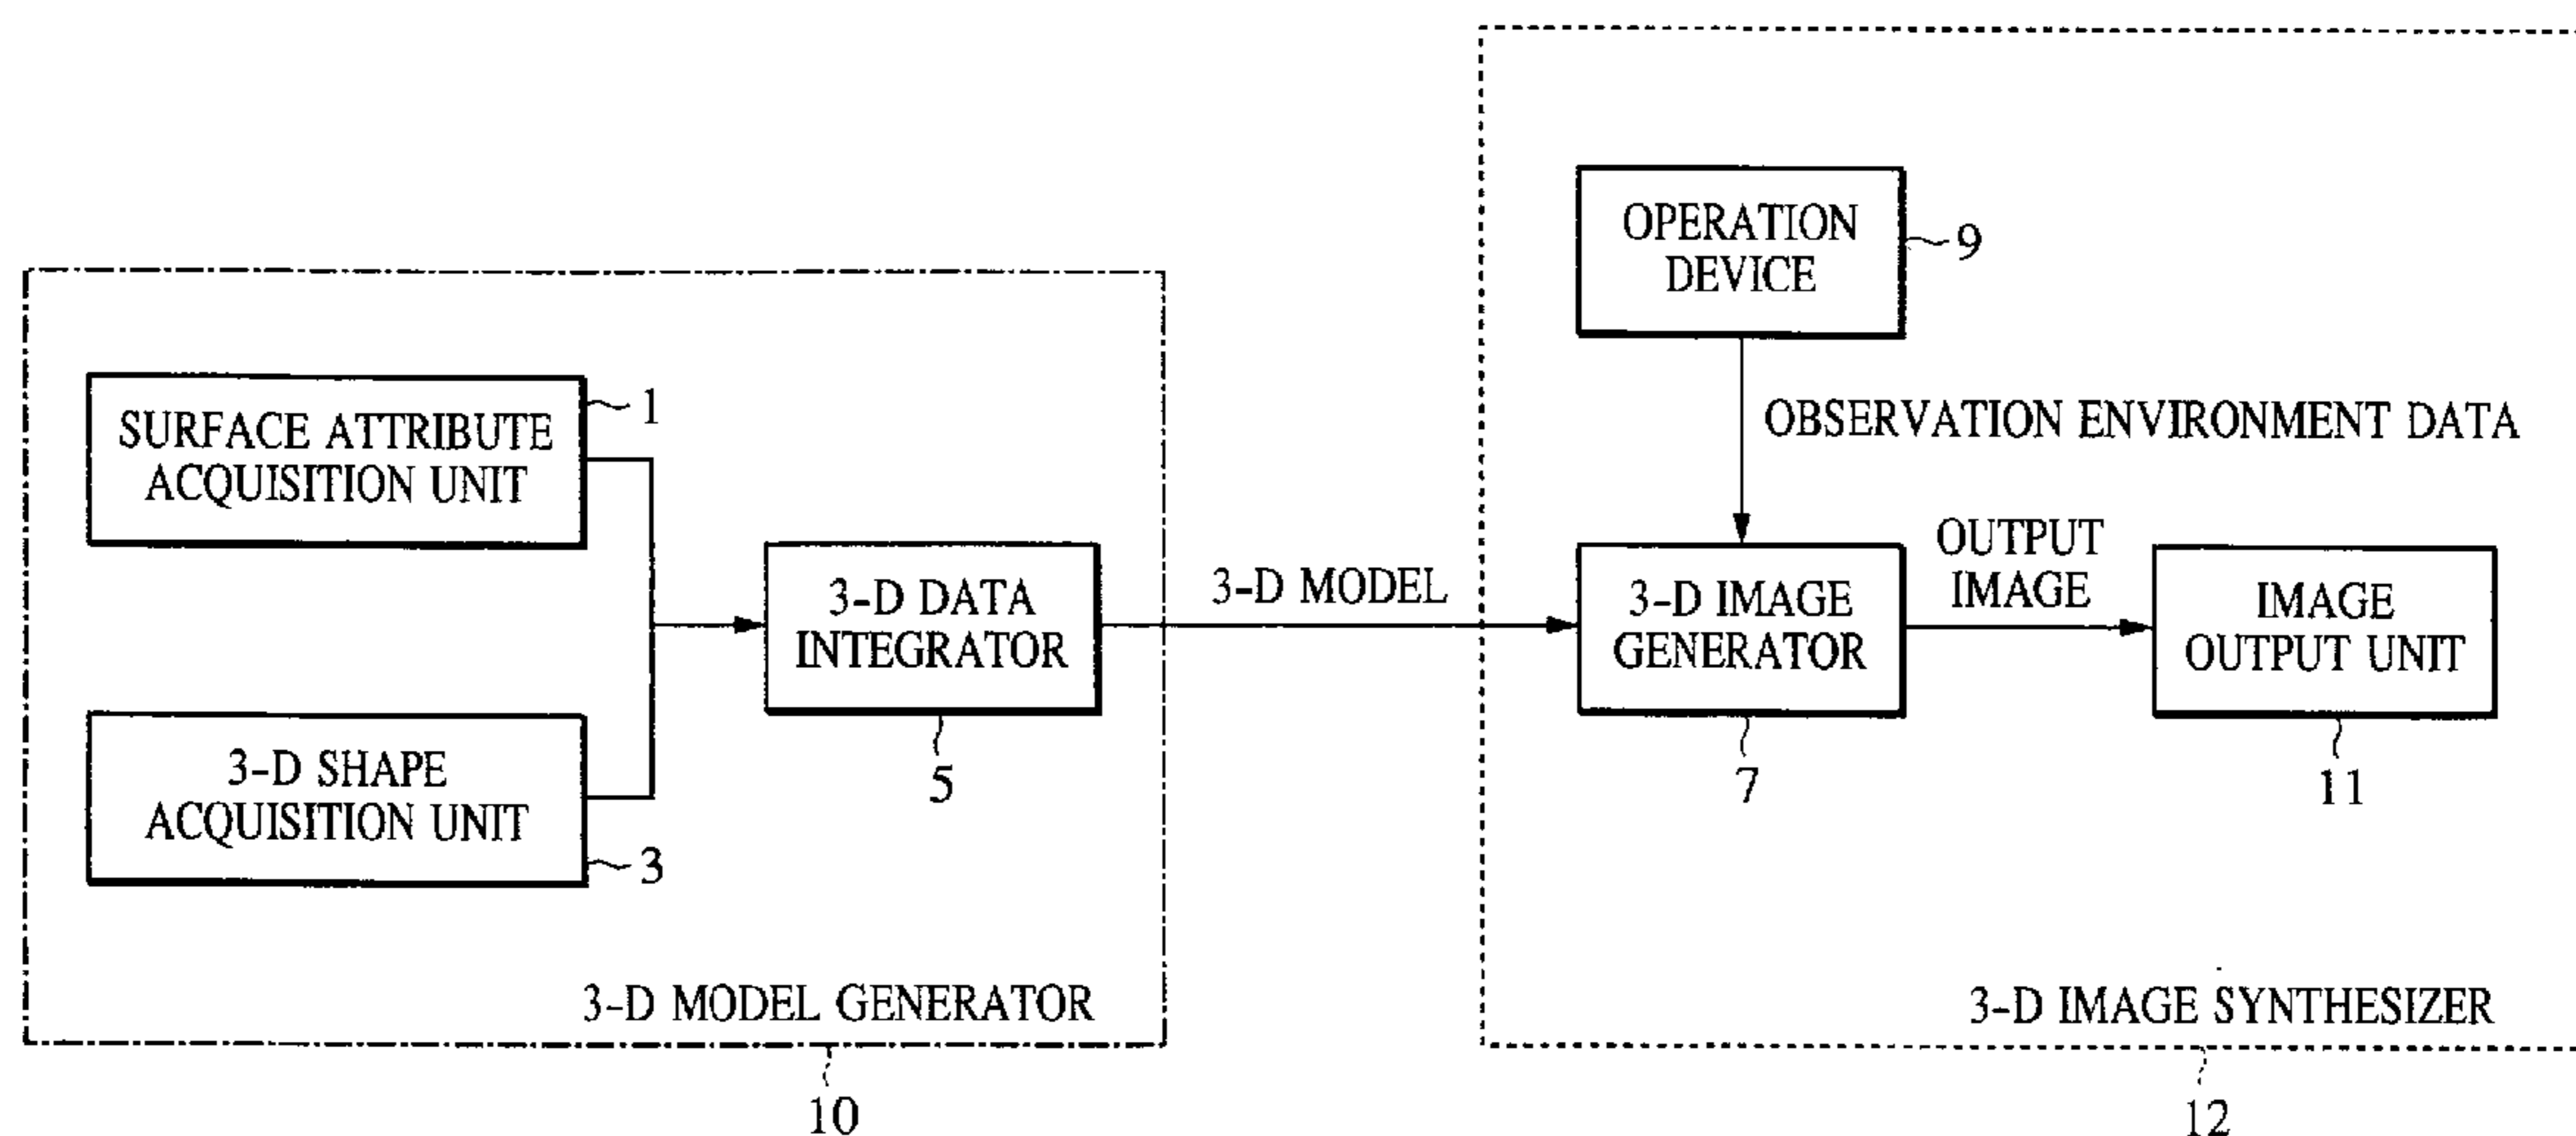 OPERATION
DEVICE
9
SURFACE ATTRIBUTE
ACQUISITION UNIT
1
OBSERVATION ENVIRONMENT DATA
3-D DATA
INTEGRATOR
5
3-D MODEL
3-D IMAGE
GENERATOR
7
OUTPUT
IMAGE
IMAGE
OUTPUT UNIT
11
3-D SHAPE
ACQUISITION UNIT
3
3-D MODEL GENERATOR
10
3-D IMAGE SYNTHESIZER
12